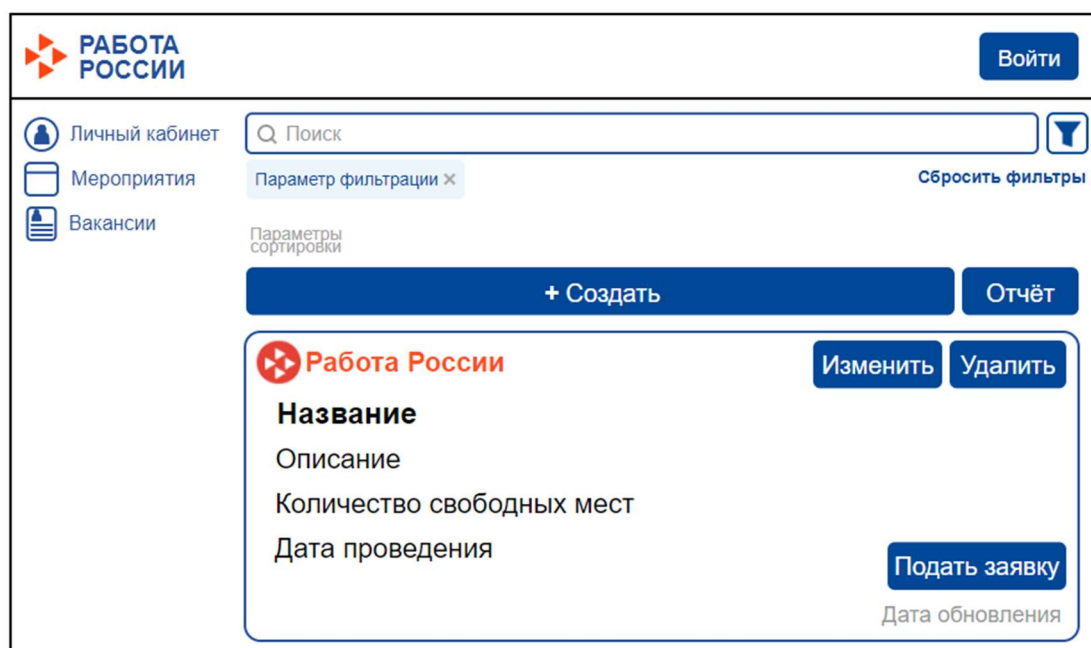 РАБОТА
РОССИИ
Войти
Личный кабинет
Поиск
Мероприятия
Параметр фильтрации ×
Сбросить фильтры
Вакансии
Параметры
сортировки
+ Создать
Отчёт
Работа России
Изменить
Удалить
Название
Описание
Количество свободных мест
Дата проведения
Подать заявку
Дата обновления